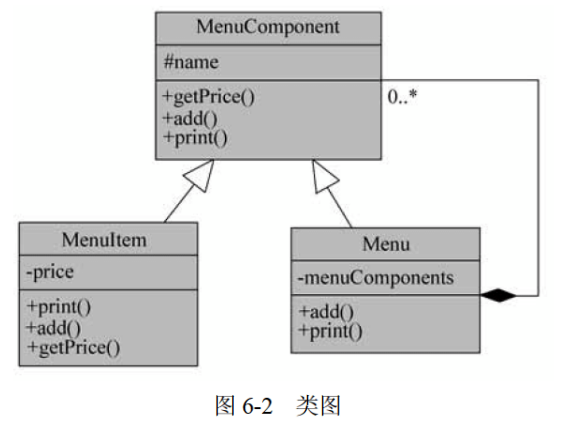 MenuComponent
#name
+getPrice()
+add()
+print()
0..*
MenuItem
-price
+print()
+add()
+getPrice()
Menu
-menuComponents
+add()
+print()
图 6-2 类图